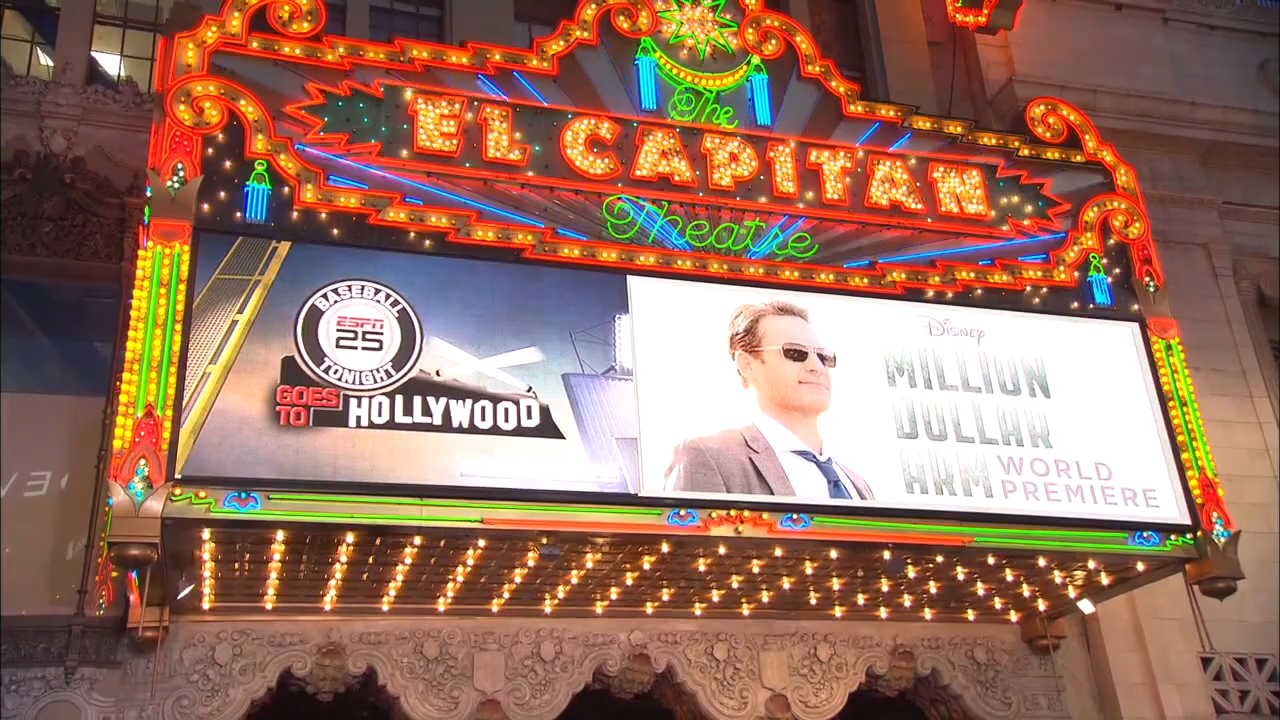 The
EL CAPITAN
Theatre
BASEBALL
ESPN
25
TONIGHT
GOES
TO HOLLYWOOD
Disney
MILLION
DOLLAR
ARM WORLD
PREMIERE